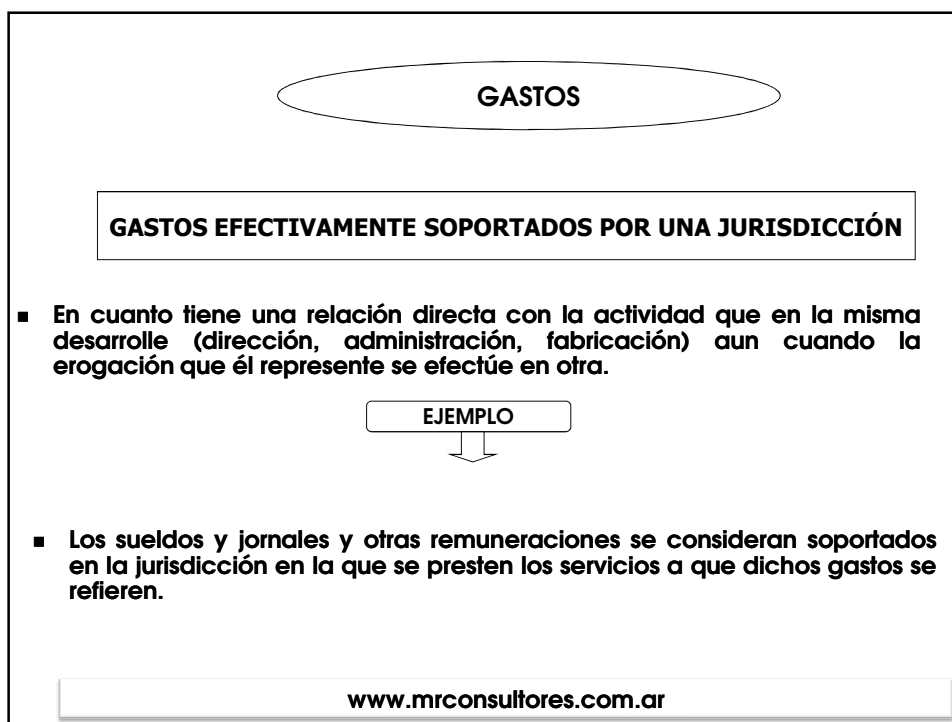 GASTOS
GASTOS EFECTIVAMENTE SOPORTADOS POR UNA JURISDICCIÓN
▪ En cuanto tiene una relación directa con la actividad que en la misma
desarrolle (dirección, administración, fabricación) aun cuando la
erogación que él represente se efectúe en otra.
EJEMPLO
▪ Los sueldos y jornales y otras remuneraciones se consideran soportados
en la jurisdicción en la que se presten los servicios a que dichos gastos se
refieren.
www.mrconsultores.com.ar